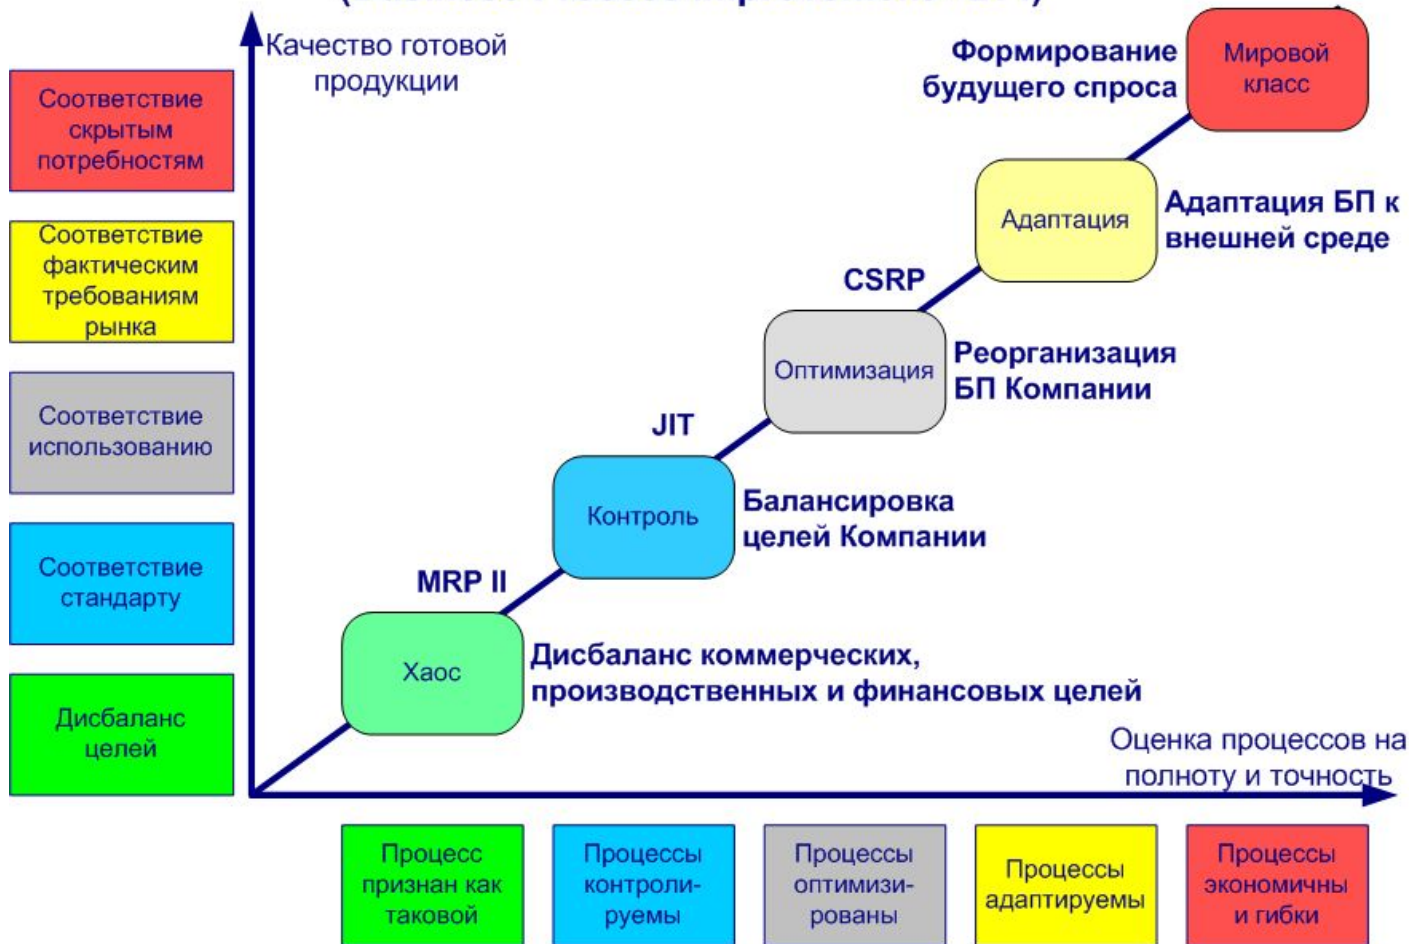 Качество готовой
продукции
Формирование
будущего спроса
Мировой
класс
Соответствие
скрытым
потребностям
Адаптация
Адаптация БП к
внешней среде
Соответствие
фактическим
требованиям
рынка
CSRP
Оптимизация
Реорганизация
БП Компании
Соответствие
использованию
JIT
Контроль
Балансировка
целей Компании
Соответствие
стандарту
MRP II
Хаос
Дисбаланс коммерческих,
производственных и финансовых целей
Дисбаланс
целей
Оценка процессов на
полноту и точность
Процесс
признан как
таковой
Процессы
контроли-
руемы
Процессы
оптимизи-
рованы
Процессы
адаптируемы
Процессы
экономичны
и гибки